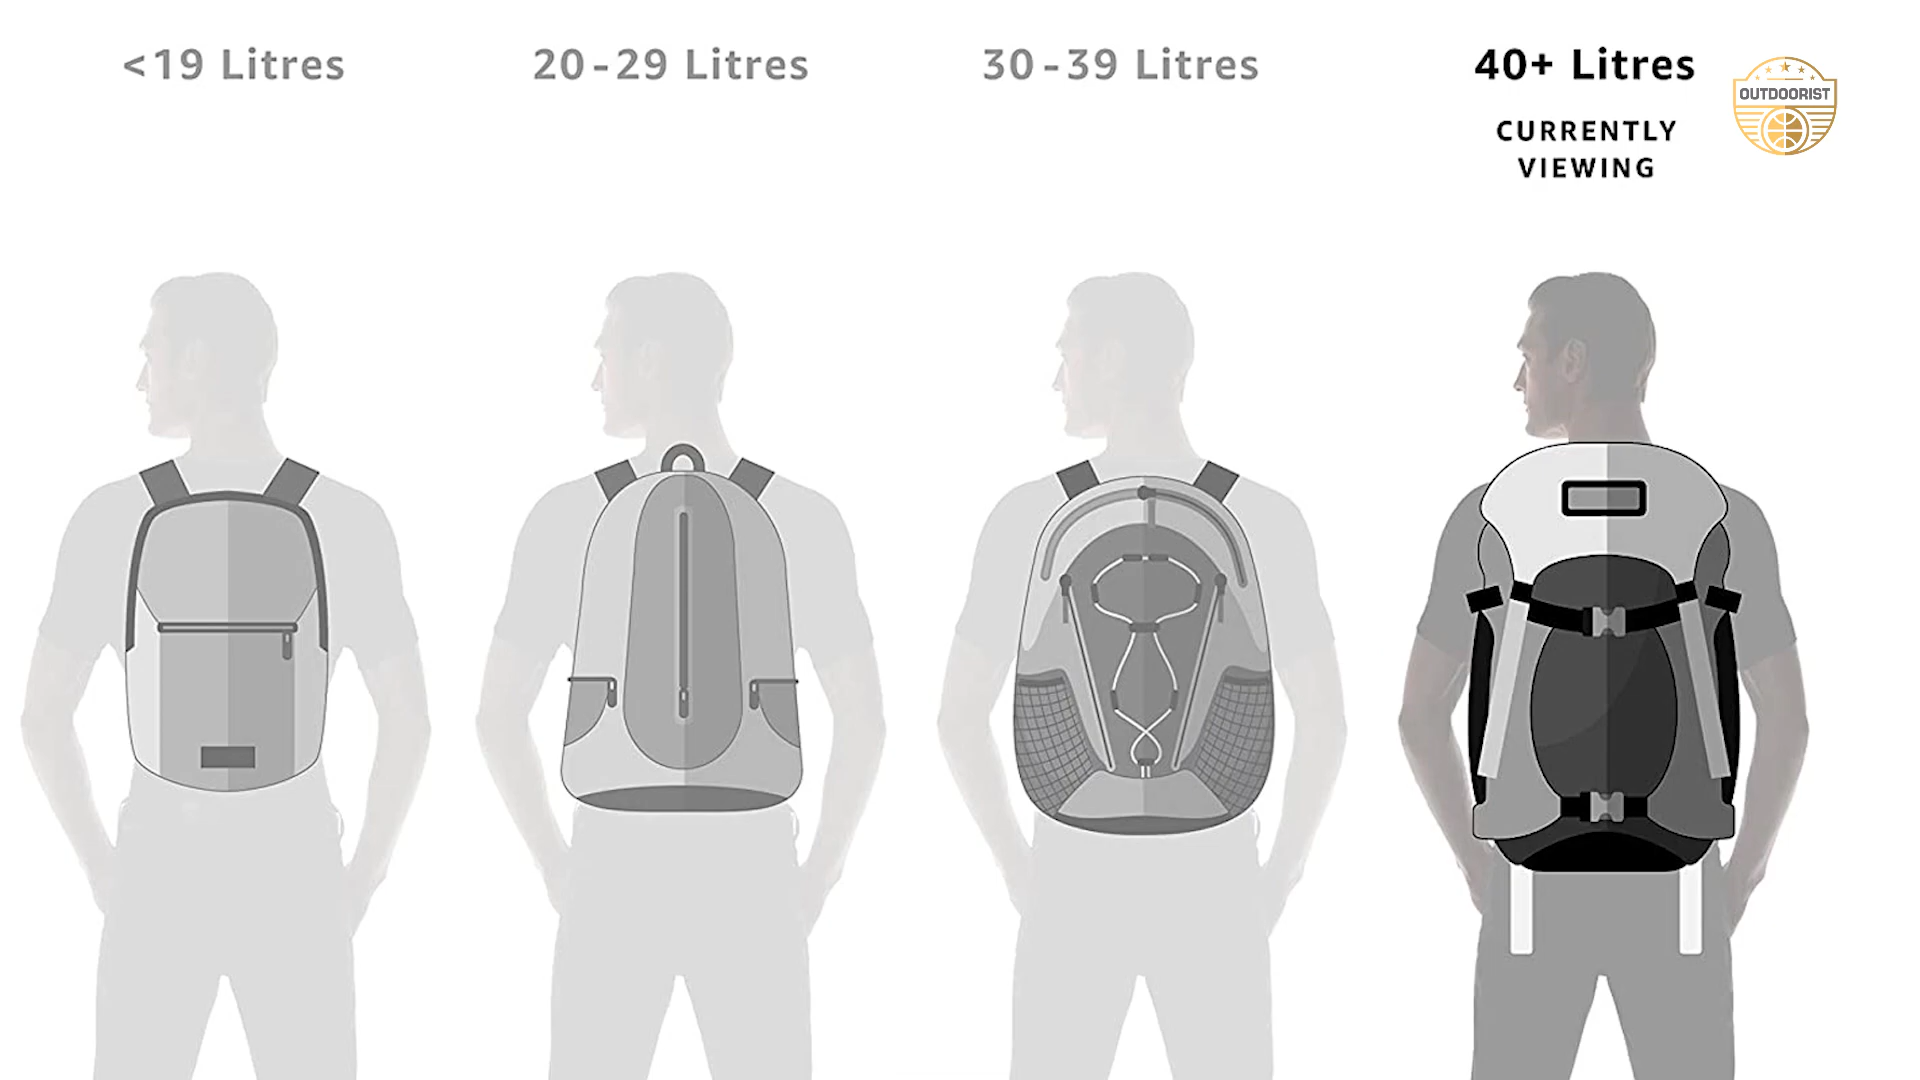 <19 Litres
20-29 Litres
30-39 Litres
40+ Litres
CURRENTLY
VIEWING
OUTDOORIST